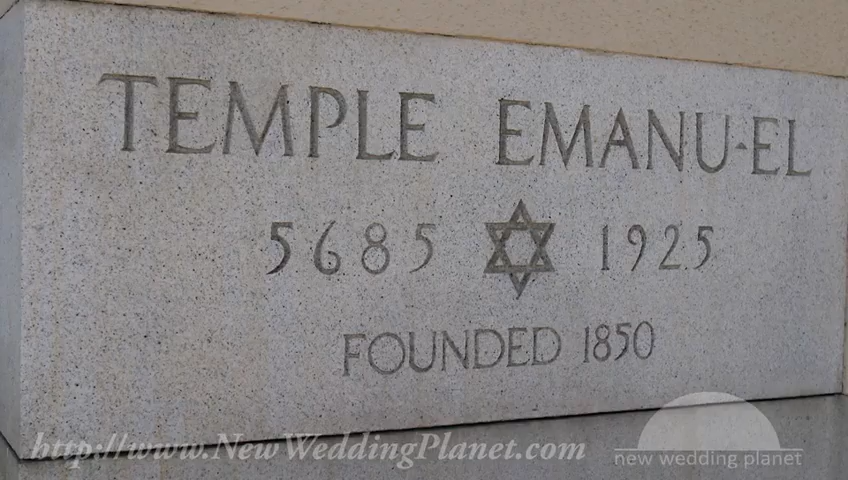 TEMPLE EMANU-EL
5685 1925
FOUNDED 1850
http://www.NewWeddingPlanet.com
new wedding planet